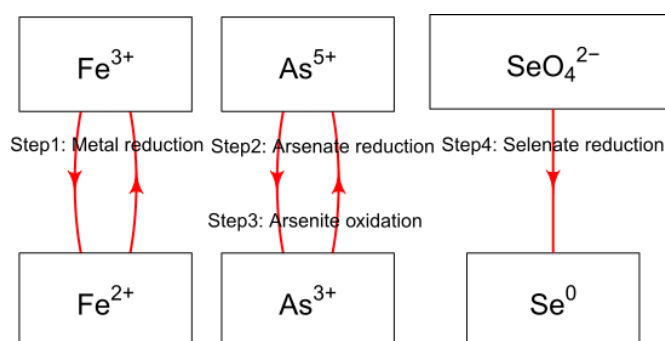 Fe³⁺ As⁵⁺ SeO₄²⁻
Step1: Metal reduction Step2: Arsenate reduction Step4: Selenate reduction
Step3: Arsenite oxidation
Fe²⁺ As³⁺ Se⁰